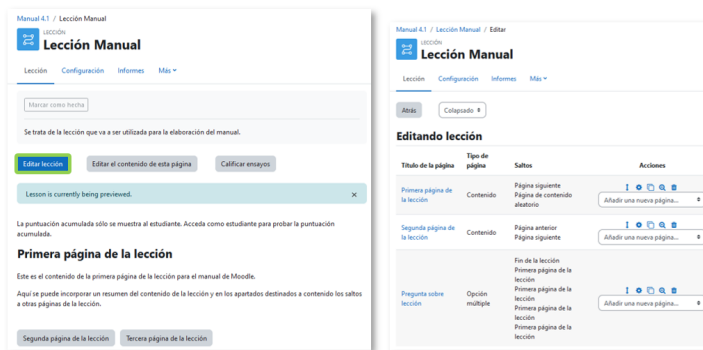 Manual 4.1 / Lección Manual
LECCIÓN
Lección Manual
Lección Configuración Informes Más
Marcar como hecha
Se trata de la lección que va a ser utilizada para la elaboración del manual.
Editar lección Editar el contenido de esta página Calificar ensayos
Lesson is currently being previewed. ×
La puntuación acumulada sólo se muestra al estudiante. Acceda como estudiante para probar la puntuación
acumulada.
Primera página de la lección
Este es el contenido de la primera página de la lección para el manual de Moodle.
Aquí se puede incorporar un resumen del contenido de la lección y en los apartados destinados a contenido los saltos
a otras páginas de la lección.
Segunda página de la lección Tercera página de la lección
Manual 4.1 / Lección Manual / Editar
LECCIÓN
Lección Manual
Lección Configuración Informes Más
Atrás Colapsado
Editando lección
Título de la página Tipo de página Saltos Acciones
Primera página de
la lección
Contenido
Página siguiente
Página de contenido
aleatorio
Añadir una nueva página...
Segunda página de
la lección
Contenido
Página anterior
Página siguiente
Añadir una nueva página...
Pregunta sobre
lección
Opción
múltiple
Fin de la lección
Primera página de la
lección
Primera página de la
lección
Primera página de la
lección
Primera página de la
lección
Añadir una nueva página...